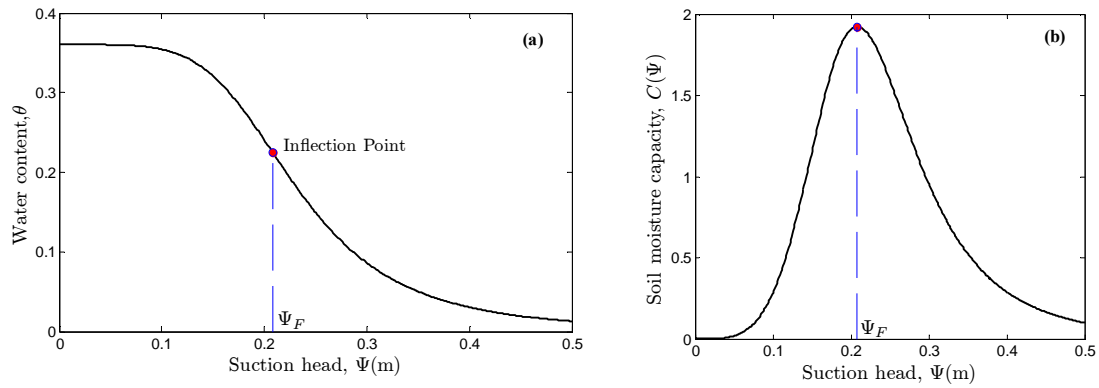 0.4
(a)
0.3
Inflection Point
Water content,θ
0.2
0.1
Ψ_F
0
0 0.1 0.2 0.3 0.4 0.5
Suction head, Ψ(m)
2
(b)
1.5
Soil moisture capacity, C(Ψ)
1
0.5
Ψ_F
0
0 0.1 0.2 0.3 0.4 0.5
Suction head, Ψ(m)